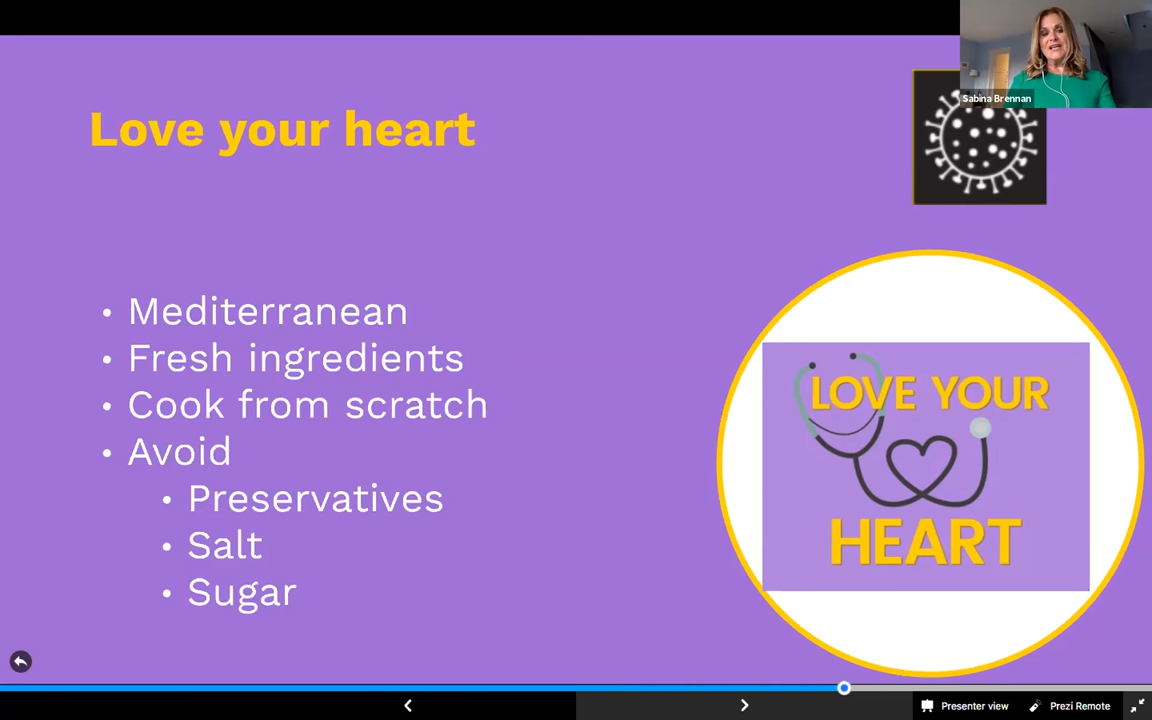 Sabina Brennan
Love your heart
• Mediterranean
• Fresh ingredients
• Cook from scratch
• Avoid
• Preservatives
• Salt
• Sugar
LOVE YOUR
HEART
Presenter view
Prezi Remote